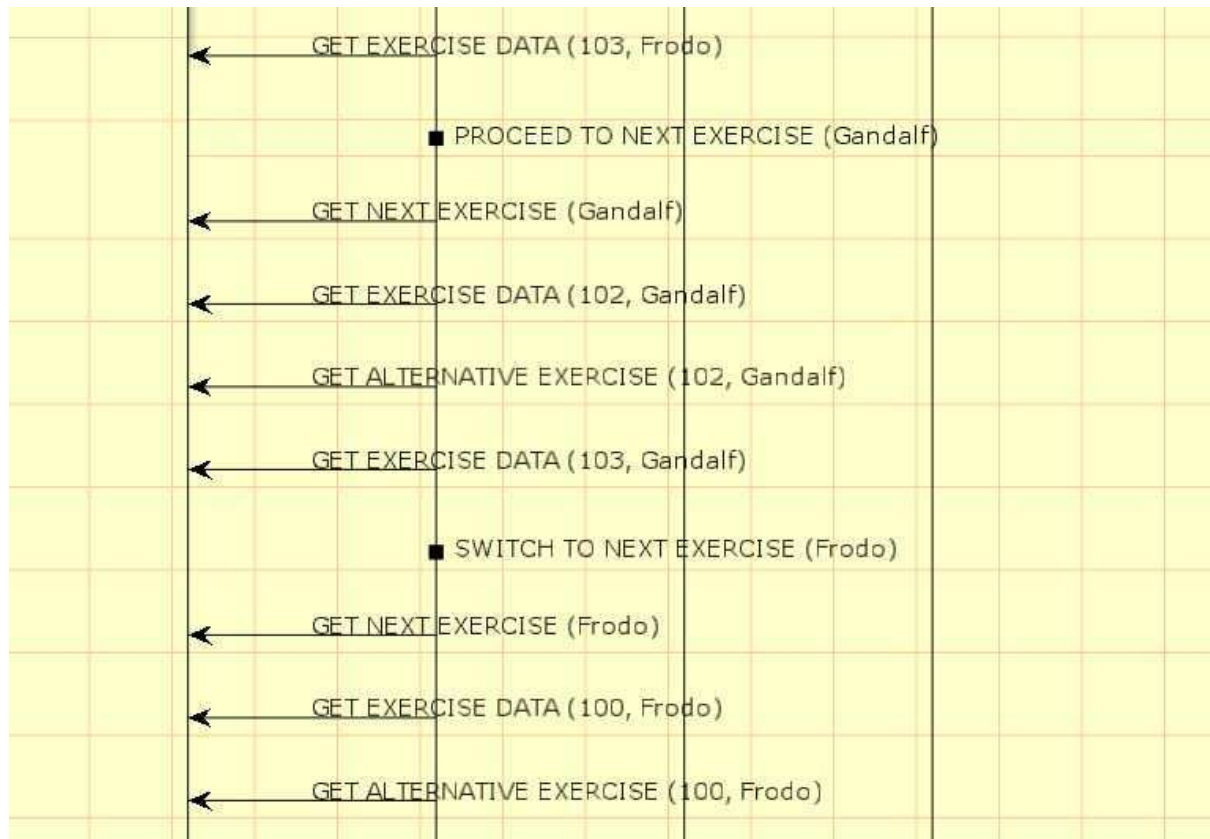 GET EXERCISE DATA (103, Frodo)
PROCEED TO NEXT EXERCISE (Gandalf)
GET NEXT EXERCISE (Gandalf)
GET EXERCISE DATA (102, Gandalf)
GET ALTERNATIVE EXERCISE (102, Gandalf)
GET EXERCISE DATA (103, Gandalf)
SWITCH TO NEXT EXERCISE (Frodo)
GET NEXT EXERCISE (Frodo)
GET EXERCISE DATA (100, Frodo)
GET ALTERNATIVE EXERCISE (100, Frodo)